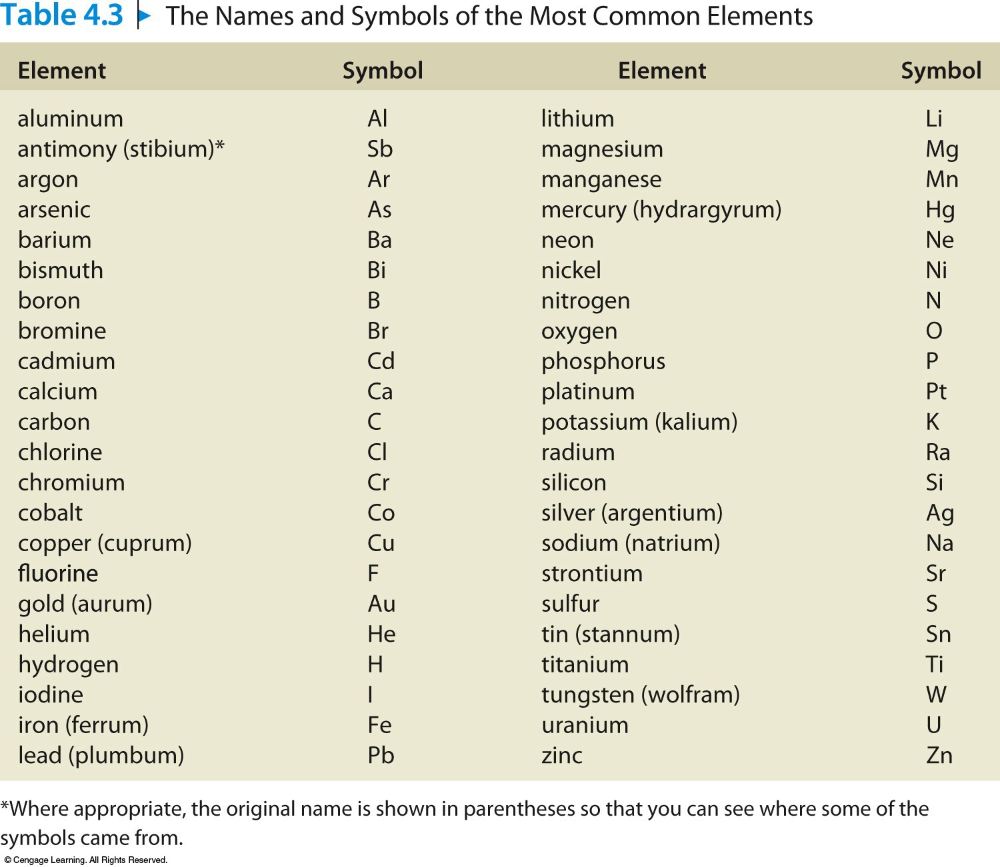 Table 4.3 ▶ The Names and Symbols of the Most Common Elements
Element Symbol Element Symbol
aluminum Al lithium Li
antimony (stibium)* Sb magnesium Mg
argon Ar manganese Mn
arsenic As mercury (hydrargyrum) Hg
barium Ba neon Ne
bismuth Bi nickel Ni
boron B nitrogen N
bromine Br oxygen O
cadmium Cd phosphorus P
calcium Ca platinum Pt
carbon C potassium (kalium) K
chlorine Cl radium Ra
chromium Cr silicon Si
cobalt Co silver (argentium) Ag
copper (cuprum) Cu sodium (natrium) Na
fluorine F strontium Sr
gold (aurum) Au sulfur S
helium He tin (stannum) Sn
hydrogen H titanium Ti
iodine I tungsten (wolfram) W
iron (ferrum) Fe uranium U
lead (plumbum) Pb zinc Zn
*Where appropriate, the original name is shown in parentheses so that you can see where some of the
symbols came from.
© Cengage Learning. All Rights Reserved.